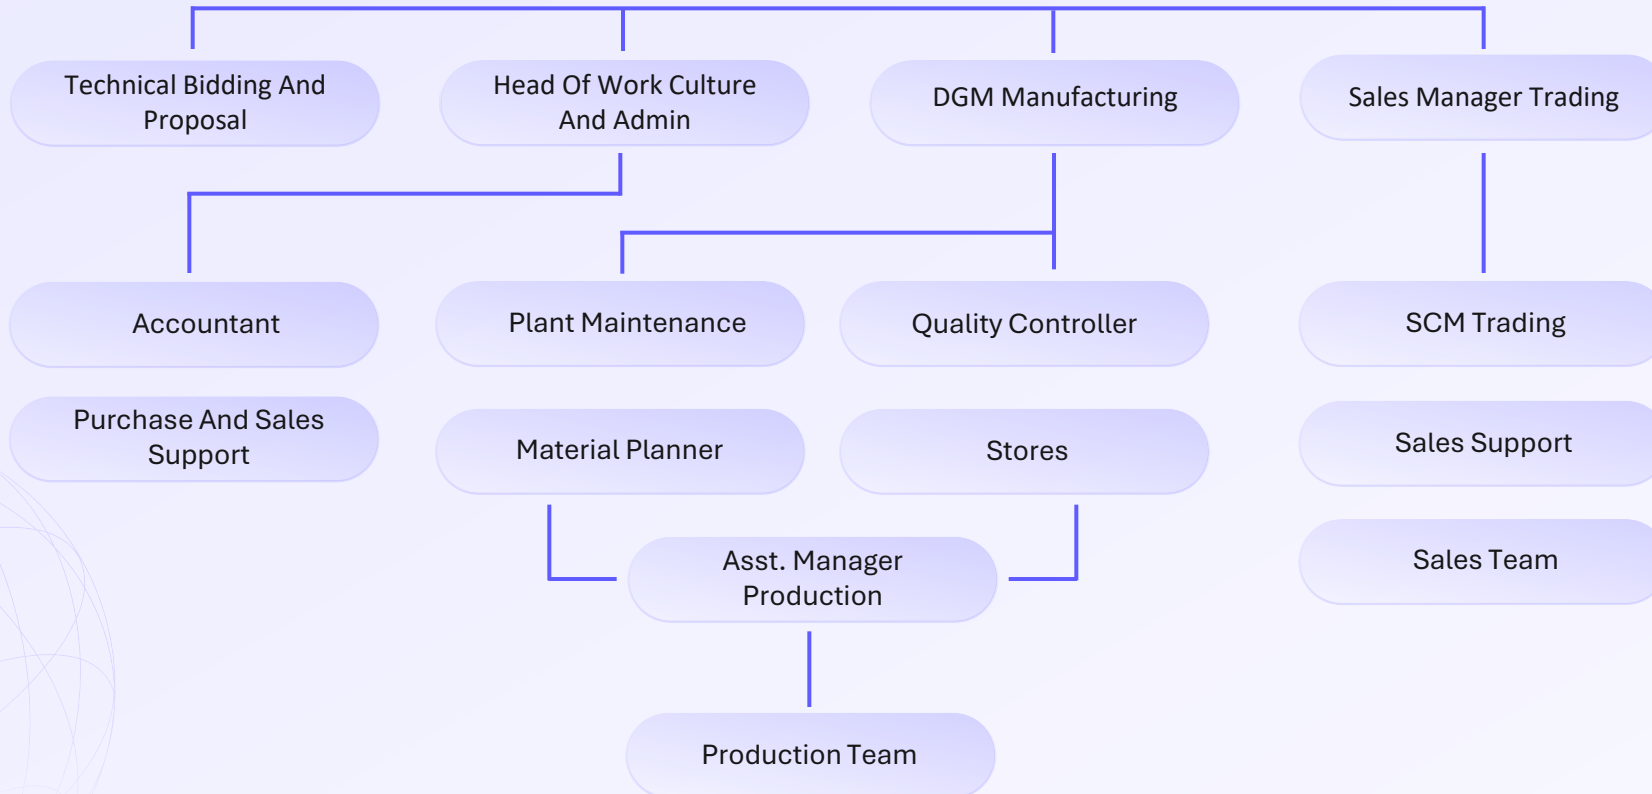 Technical Bidding And
Proposal
Head Of Work Culture
And Admin
DGM Manufacturing
Sales Manager Trading
Accountant
Plant Maintenance
Quality Controller
SCM Trading
Purchase And Sales
Support
Material Planner
Stores
Sales Support
Asst. Manager
Production
Sales Team
Production Team